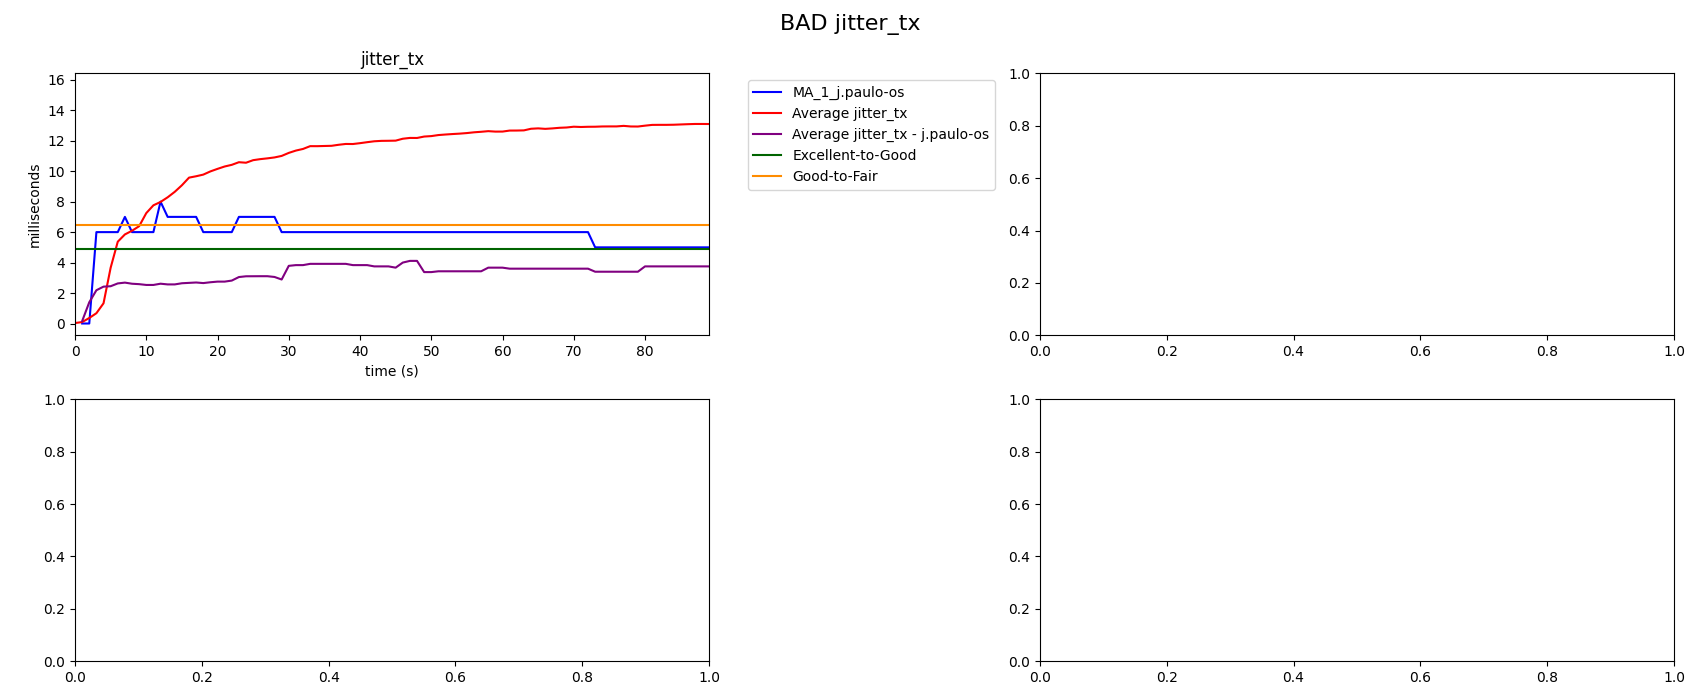 BAD jitter_tx
jitter_tx
milliseconds
16
14
12
10
8
6
4
2
0
0 10 20 30 40 50 60 70 80
time (s)
MA_1_j.paulo-os
Average jitter_tx
Average jitter_tx - j.paulo-os
Excellent-to-Good
Good-to-Fair
1.0
0.8
0.6
0.4
0.2
0.0
0.0 0.2 0.4 0.6 0.8 1.0
1.0
0.8
0.6
0.4
0.2
0.0
0.0 0.2 0.4 0.6 0.8 1.0
1.0
0.8
0.6
0.4
0.2
0.0
0.0 0.2 0.4 0.6 0.8 1.0